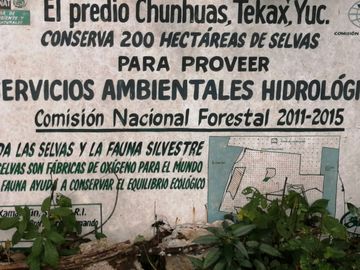 El predio Chunhuas, Tekax, Yuc.
CONSERVA 200 HECTÁREAS DE SELVAS
PARA PROVEER
SERVICIOS AMBIENTALES HIDROLÓGI
Comisión Nacional Forestal 2011-2015
DA LAS SELVAS Y LA FAUNA SILVESTRE
SELVAS SON FÁBRICAS DE OXÍGENO PARA EL MUNDO
FAUNA AYUDA A CONSERVAR EL EQUILIBRIO ECOLÓGICO